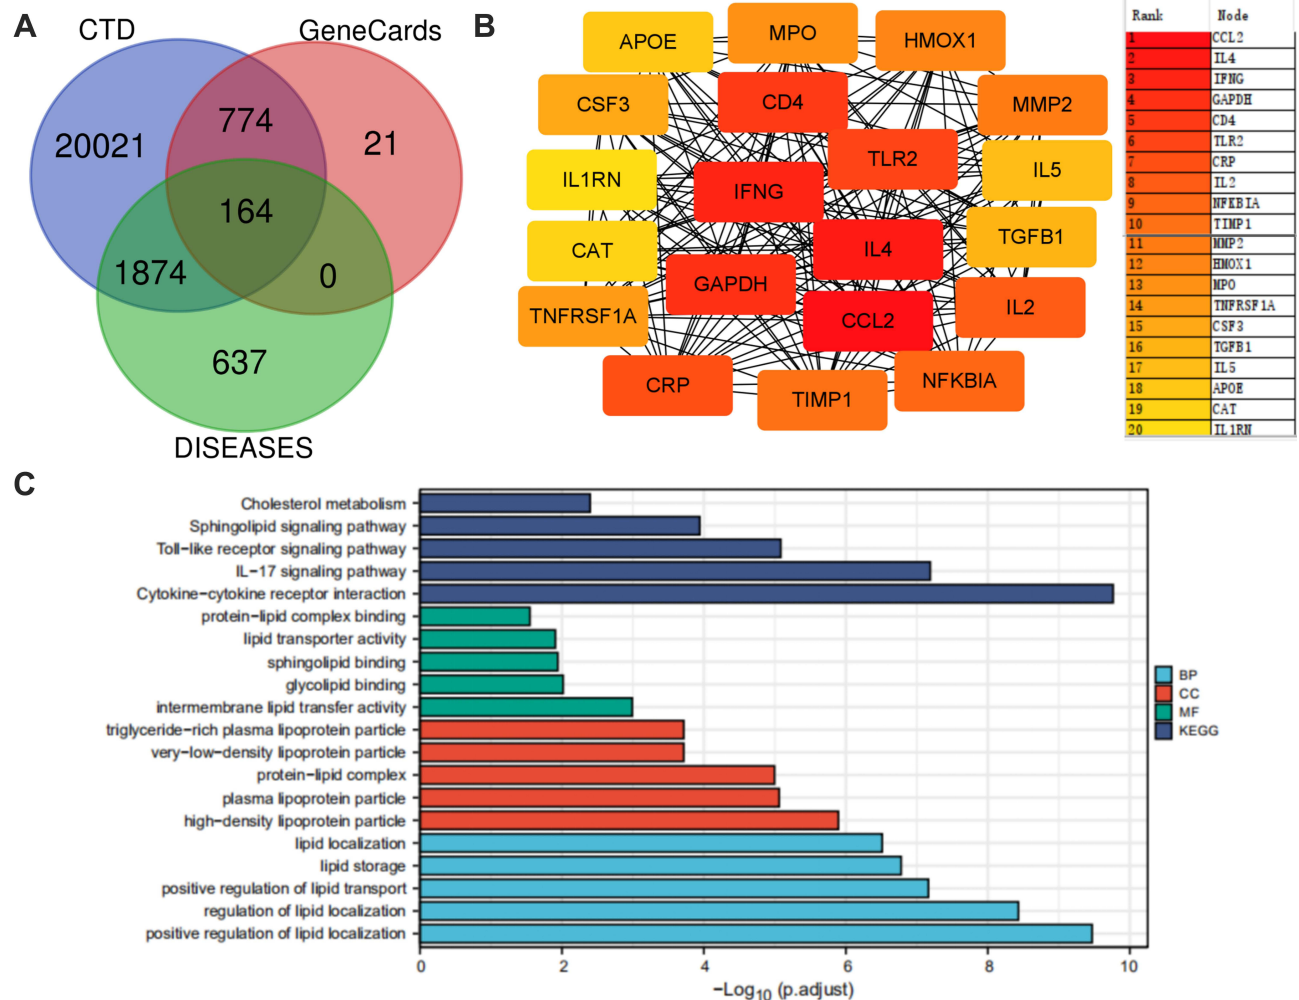 A
CTD
GeneCards
20021
774
21
164
1874
0
637
DISEASES
B
APOE
MPO
HMOX1
CSF3
CD4
MMP2
TLR2
IL1RN
IFNG
IL5
CAT
IL4
TGFB1
GAPDH
TNFRSF1A
CCL2
IL2
CRP
TIMP1
NFKBIA
Rank Node
1 CCL2
2 IL4
3 IFNG
4 GAPDH
5 CD4
6 TLR2
7 CRP
8 IL2
9 NFKBIA
10 TIMP1
11 MMP2
12 HMOX1
13 MPO
14 TNFRSF1A
15 CSF3
16 TGFB1
17 IL5
18 APOE
19 CAT
20 IL1RN
C
Cholesterol metabolism
Sphingolipid signaling pathway
Toll−like receptor signaling pathway
IL−17 signaling pathway
Cytokine−cytokine receptor interaction
protein−lipid complex binding
lipid transporter activity
sphingolipid binding
glycolipid binding
intermembrane lipid transfer activity
triglyceride−rich plasma lipoprotein particle
very−low−density lipoprotein particle
protein−lipid complex
plasma lipoprotein particle
high−density lipoprotein particle
lipid localization
lipid storage
positive regulation of lipid transport
regulation of lipid localization
positive regulation of lipid localization
0 2 4 6 8 10
−Log10 (p.adjust)
BP
CC
MF
KEGG